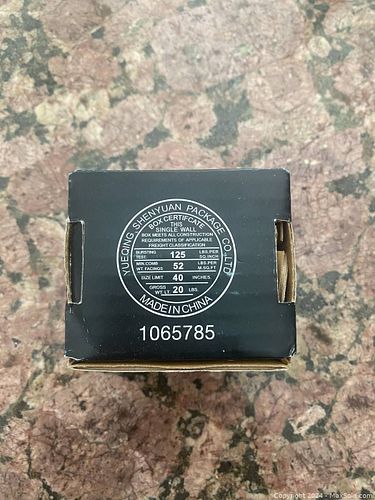 YUEQING SHENYUAN PACKAGE CO.,LTD
BOX CERTIFCATE
THIS
SINGLE WALL
BOX MEETS ALL CONSTRUCTION
REQUIREMENTS OF APPLICABLE
FREIGHT CLASSIFICATION
BURSTING TEST 125 LBS.PER SQ.INCH
MIN.COMB WT. FACINGS 52 LBS.PER M.SQ.FT
SIZE LIMIT 40 INCHES
GROSS WT. LT 20 LBS.
MADE IN CHINA
1065785
Copyright 2024 - MaxSold.com